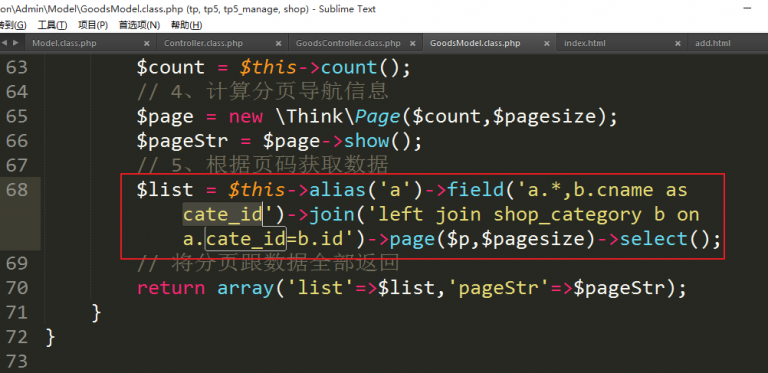 on\Admin\Model\GoodsModel.class.php (tp, tp5, tp5_manage, shop) - Sublime Text
转到(G) 工具(T) 项目(P) 首选项(N) 帮助(H)
Model.class.php × Controller.class.php × GoodsController.class.php × GoodsModel.class.php × index.html × add.html
63 $count = $this->count();
64 // 4、计算分页导航信息
65 $page = new \Think\Page($count,$pagesize);
66 $pageStr = $page->show();
67 // 5、根据页码获取数据
68 $list = $this->alias('a')->field('a.*,b.cname as
cate_id')->join('left join shop_category b on
a.cate_id=b.id')->page($p,$pagesize)->select();
69 // 将分页跟数据全部返回
70 return array('list'=>$list,'pageStr'=>$pageStr);
71 }
72 }
73